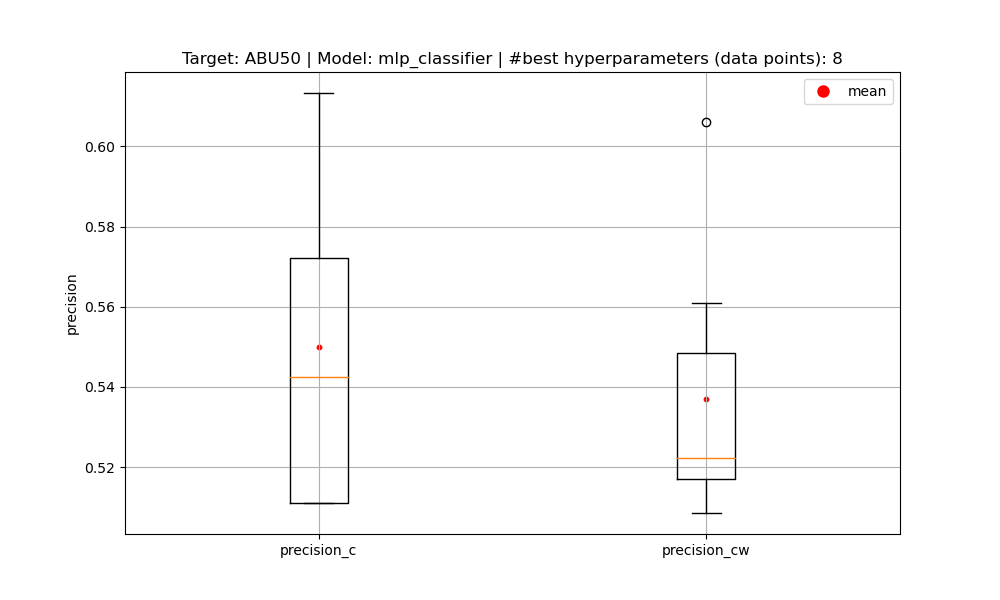 Target: ABU50 | Model: mlp_classifier | #best hyperparameters (data points): 8
mean
0.60
0.58
0.56
0.54
0.52
precision
precision_c
precision_cw